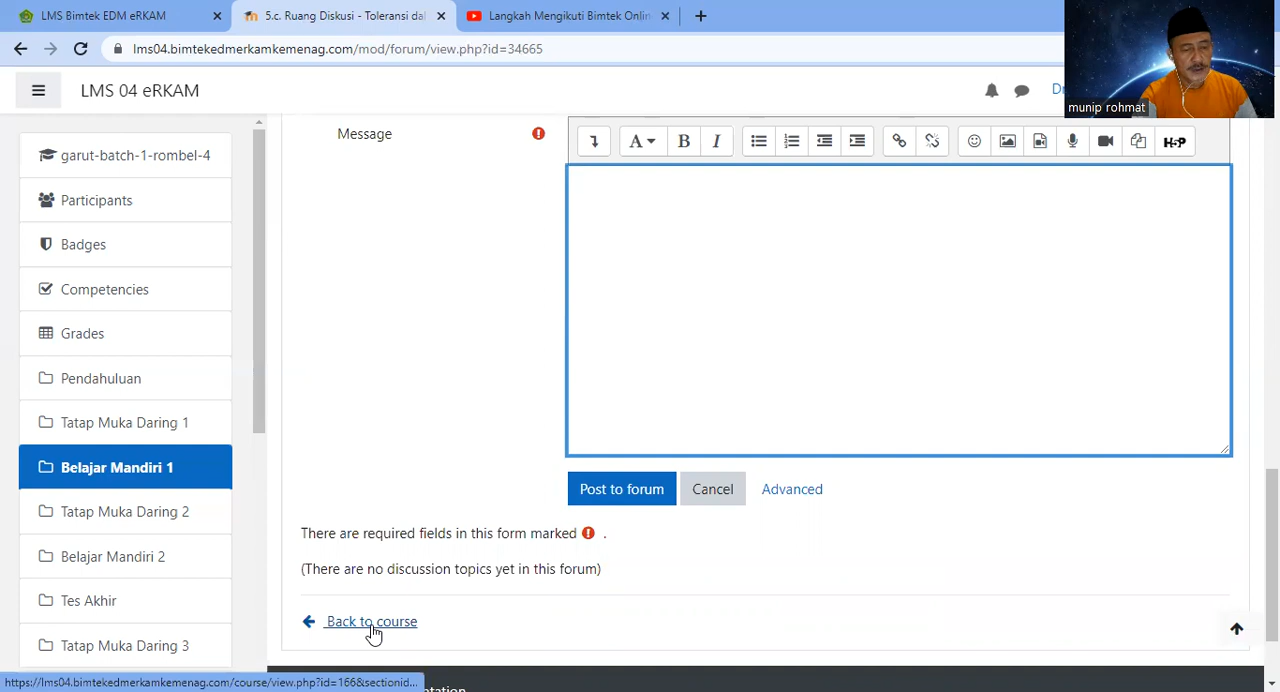 LMS Bimtek EDM eRKAM
5.c. Ruang Diskusi - Toleransi dal
Langkah Mengikuti Bimtek Onlin
lms04.bimtekedmerkamkemenag.com/mod/forum/view.php?id=34665
LMS 04 eRKAM
munip rohmat
garut-batch-1-rombel-4
Participants
Badges
Competencies
Grades
Pendahuluan
Tatap Muka Daring 1
Belajar Mandiri 1
Tatap Muka Daring 2
Belajar Mandiri 2
Tes Akhir
Tatap Muka Daring 3
Message
A
B
I
H-P
Post to forum
Cancel
Advanced
There are required fields in this form marked .
(There are no discussion topics yet in this forum)
Back to course
https://lms04.bimtekedmerkamkemenag.com/course/view.php?id=166&sectionid...